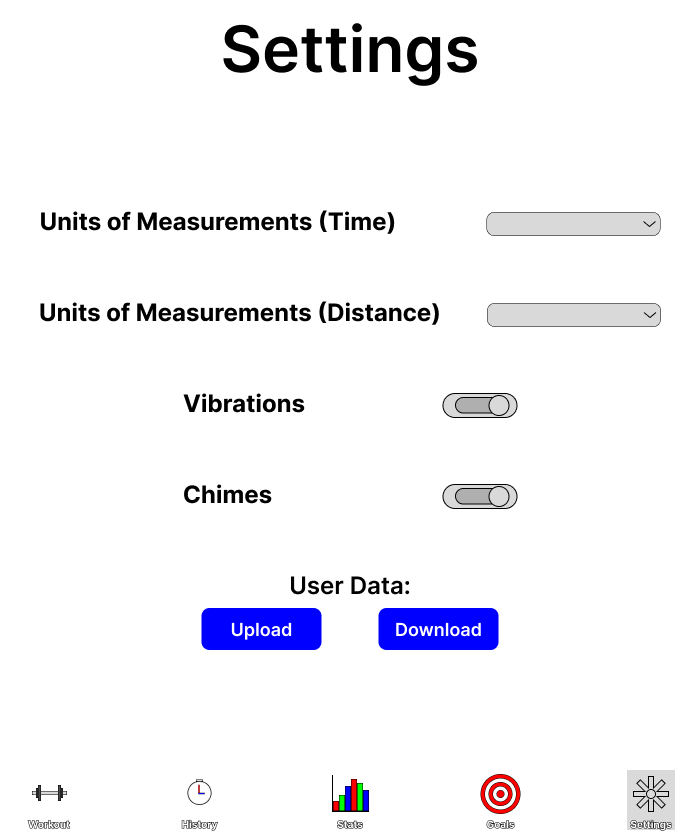 Settings
Units of Measurements (Time)
Units of Measurements (Distance)
Vibrations
Chimes
User Data:
Upload Download
Workout History Stats Goals Settings